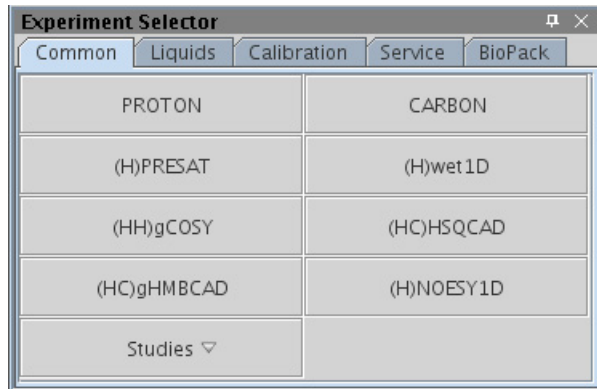 Experiment Selector
Common Liquids Calibration Service BioPack
PROTON CARBON
(H)PRESAT (H)wet1D
(HH)gCOSY (HC)HSQCAD
(HC)gHMBCAD (H)NOESY1D
Studies